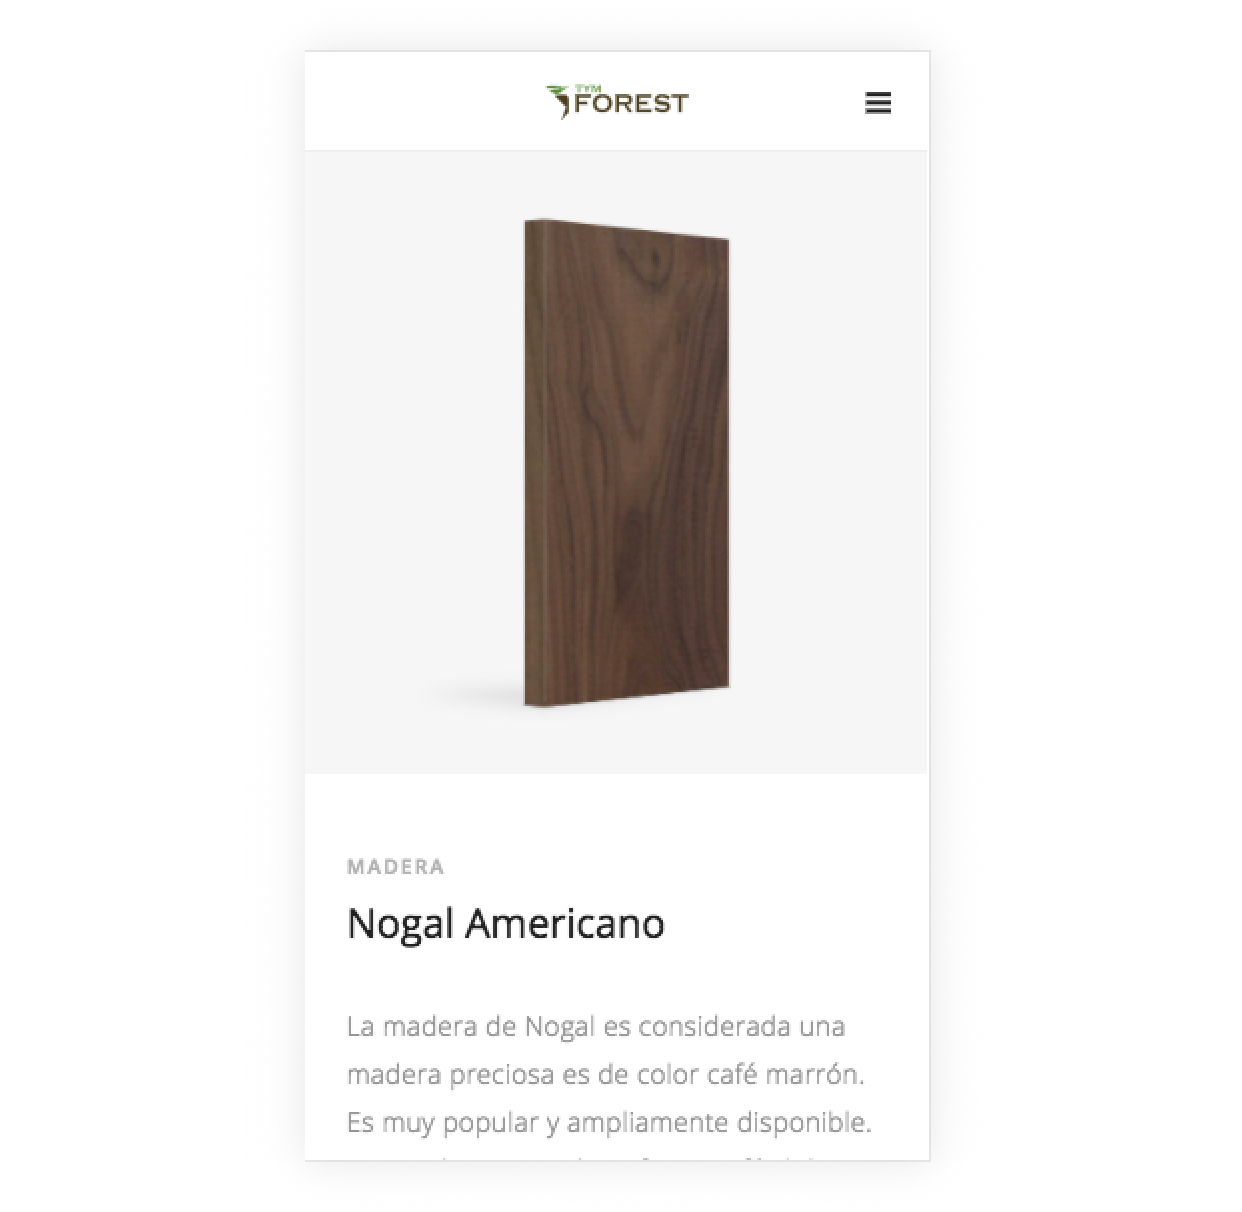 TYM
FOREST
MADERA
Nogal Americano
La madera de Nogal es considerada una
madera preciosa es de color café marrón.
Es muy popular y ampliamente disponible.